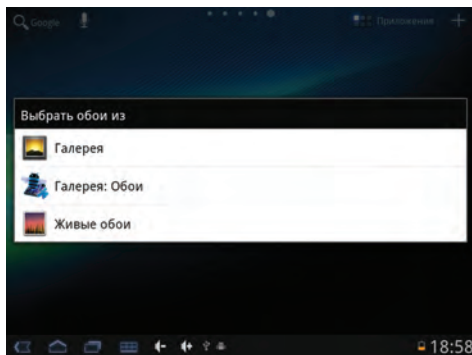 Google
Приложения
Выбрать обои из
Галерея
Галерея: Обои
Живые обои
18:58